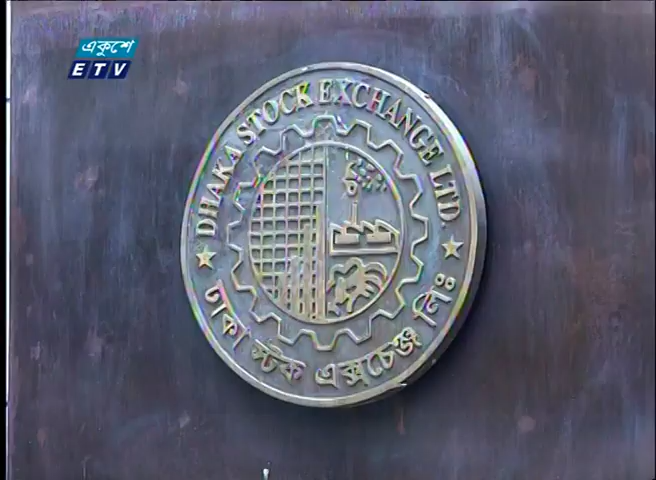 একুশে
ETV
DHAKA STOCK EXCHANGE LTD
ঢাকা স্টক এক্সচেঞ্জ লিঃ